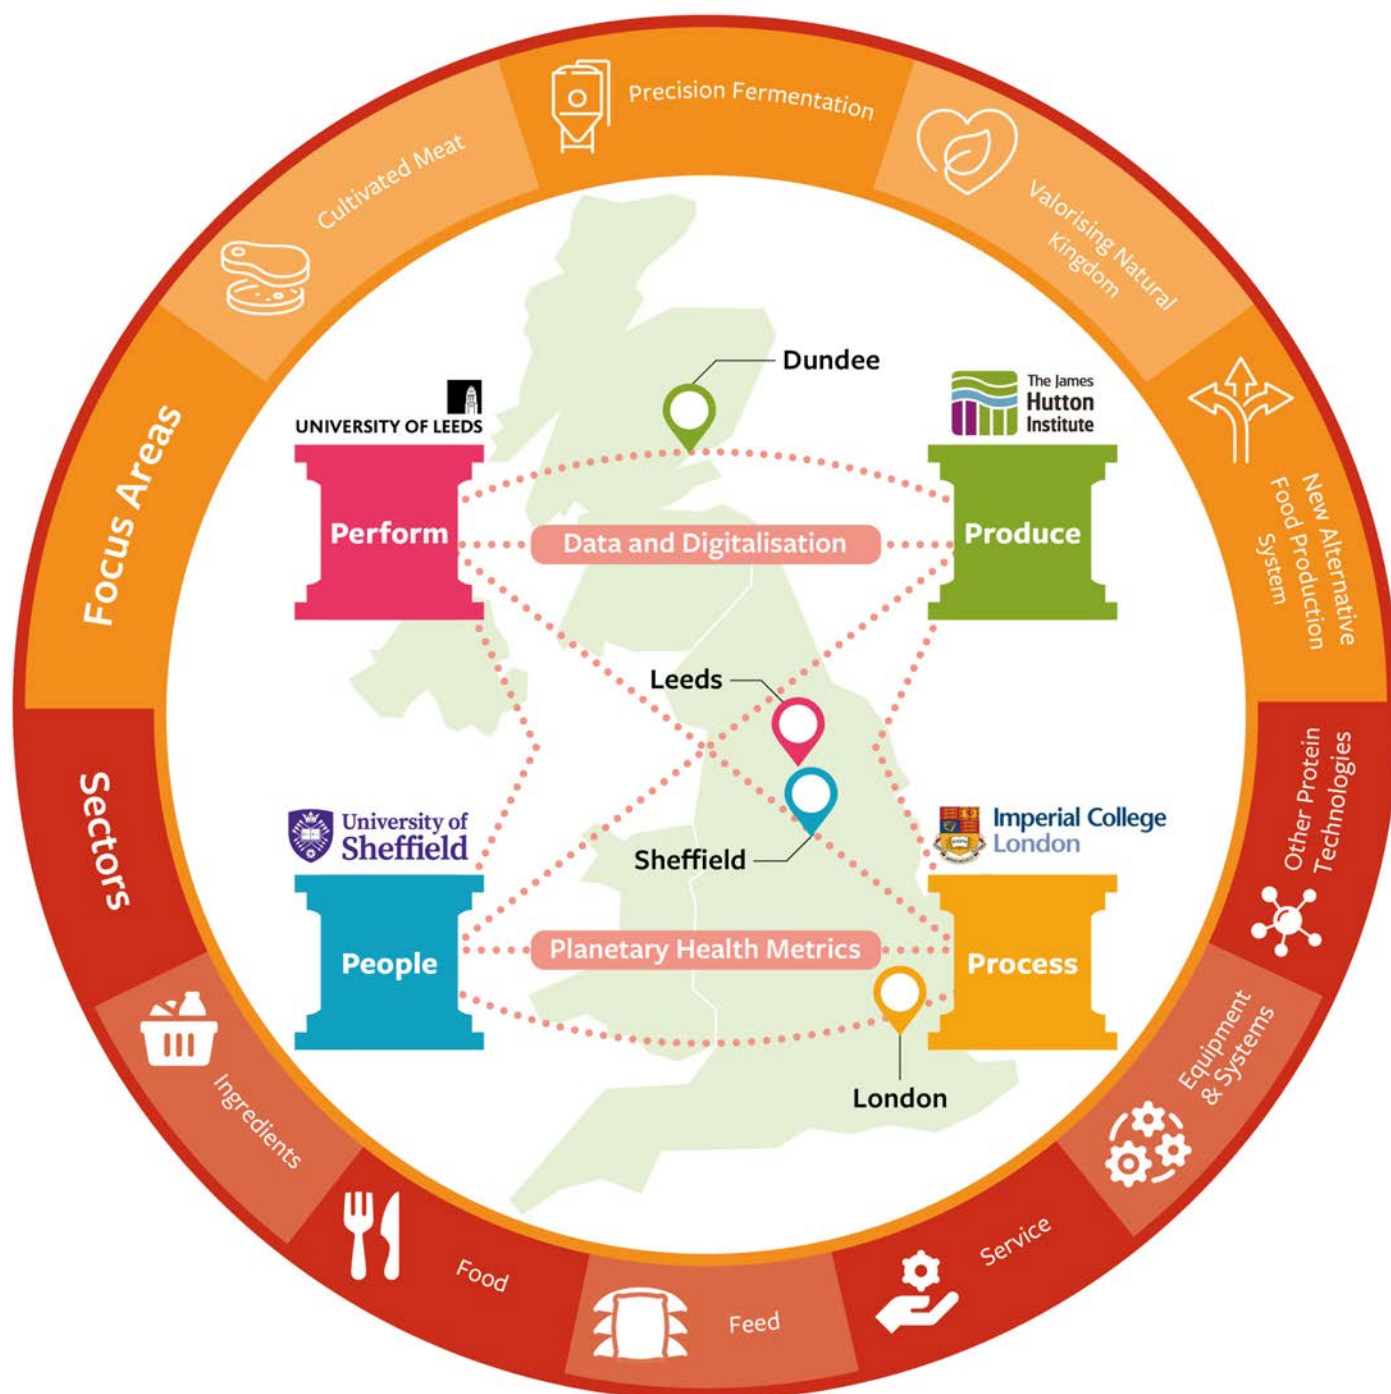 Precision Fermentation
Cultivated Meat
Valorising Natural
Kingdom
Focus Areas
New Alternative
Food Production
System
Dundee
UNIVERSITY OF LEEDS
The James
Hutton
Institute
Perform
Data and Digitalisation
Produce
Leeds
Sectors
Other Protein
Technologies
University of
Sheffield
Sheffield
Imperial College
London
People
Planetary Health Metrics
Process
London
Ingredients
Equipment
& Systems
Food
Feed
Service